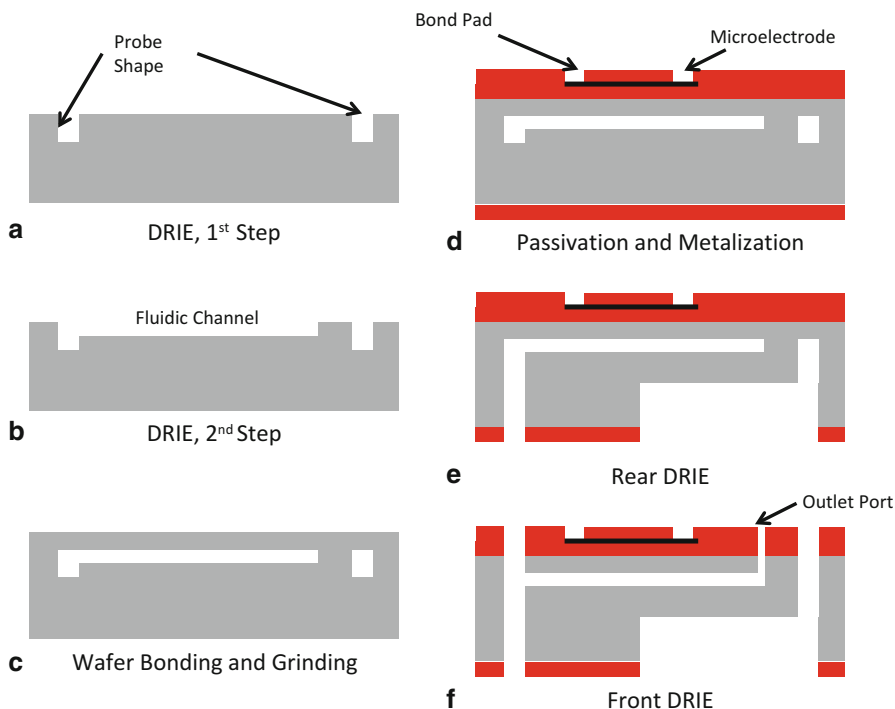 Probe
Shape
a
DRIE, 1st Step
Fluidic Channel
b
DRIE, 2nd Step
c
Wafer Bonding and Grinding
Bond Pad
Microelectrode
d
Passivation and Metalization
e
Rear DRIE
Outlet Port
f
Front DRIE